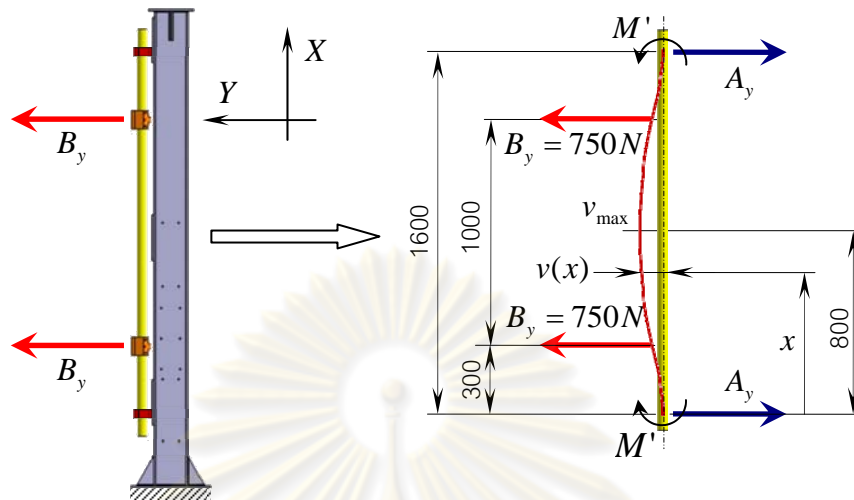 X
Y
B_y
B_y
M'
A_y
B_y = 750N
1600
1000
v_max
v(x)
B_y = 750N
x
800
300
A_y
M'